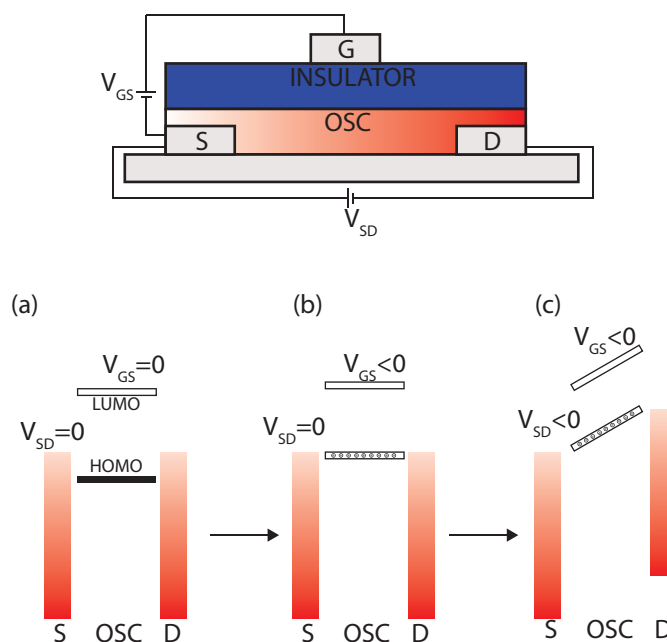 G
V_GS
INSULATOR
OSC
S
D
V_SD
(a)
(b)
(c)
V_GS=0
LUMO
V_SD=0
HOMO
S OSC D
V_GS<0
V_SD=0
S OSC D
V_GS<0
V_SD<0
S OSC D